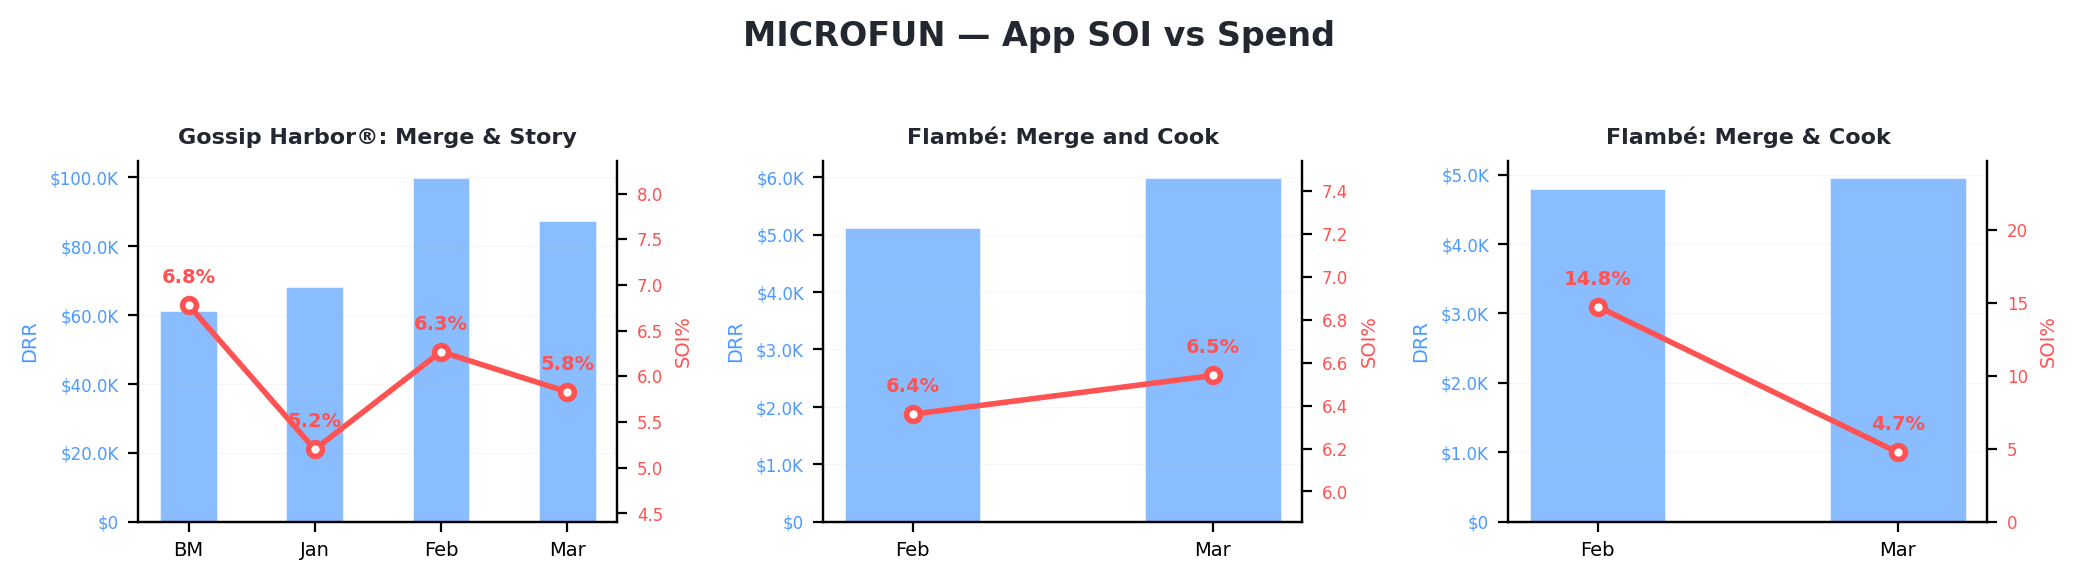 MICROFUN — App SOI vs Spend
Gossip Harbor®: Merge & Story
DRR
$100.0K
$80.0K
$60.0K
$40.0K
$20.0K
$0
6.8%
5.2%
6.3%
5.8%
8.0
7.5
7.0
6.5
6.0
5.5
5.0
4.5
SOI%
BM Jan Feb Mar
Flambé: Merge and Cook
DRR
$6.0K
$5.0K
$4.0K
$3.0K
$2.0K
$1.0K
$0
6.4%
6.5%
7.4
7.2
7.0
6.8
6.6
6.4
6.2
6.0
SOI%
Feb Mar
Flambé: Merge & Cook
DRR
$5.0K
$4.0K
$3.0K
$2.0K
$1.0K
$0
14.8%
4.7%
20
15
10
5
0
SOI%
Feb Mar